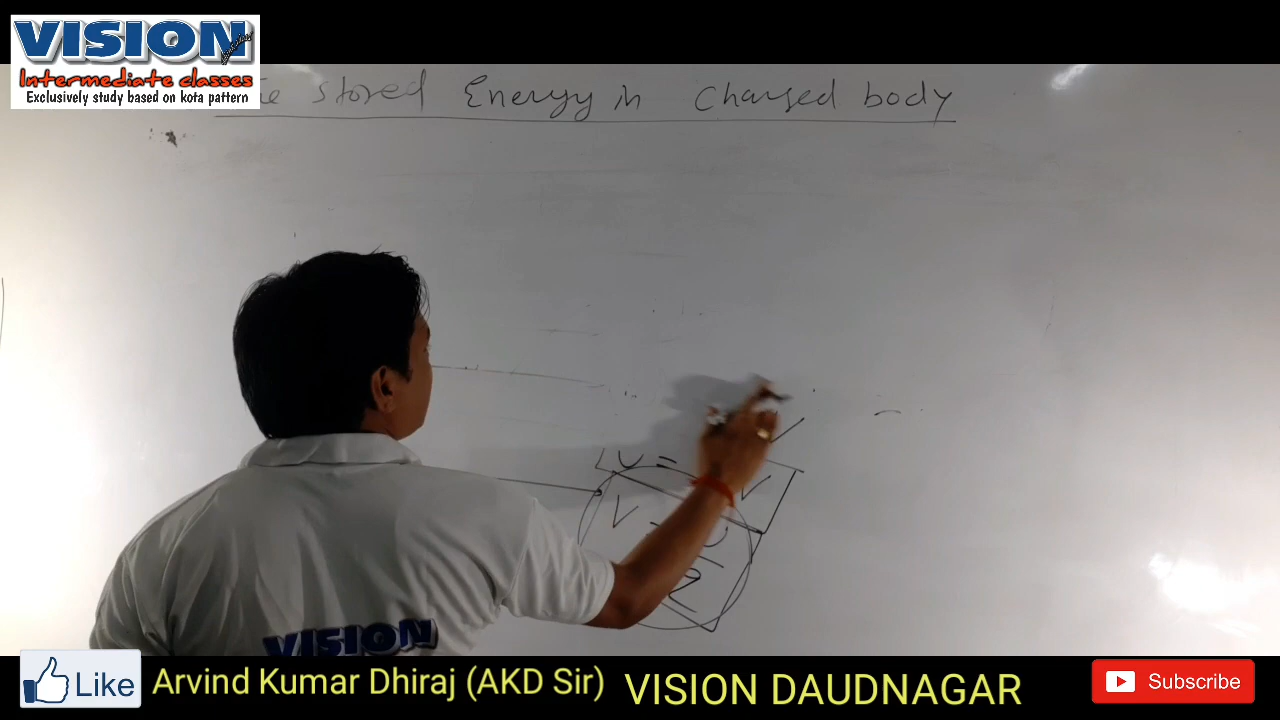 VISION
Intermediate classes
Exclusively study based on kota pattern
Stored Energy in Charged body
U =
V
V
2
VISION
Like
Arvind Kumar Dhiraj (AKD Sir)
VISION DAUDNAGAR
Subscribe